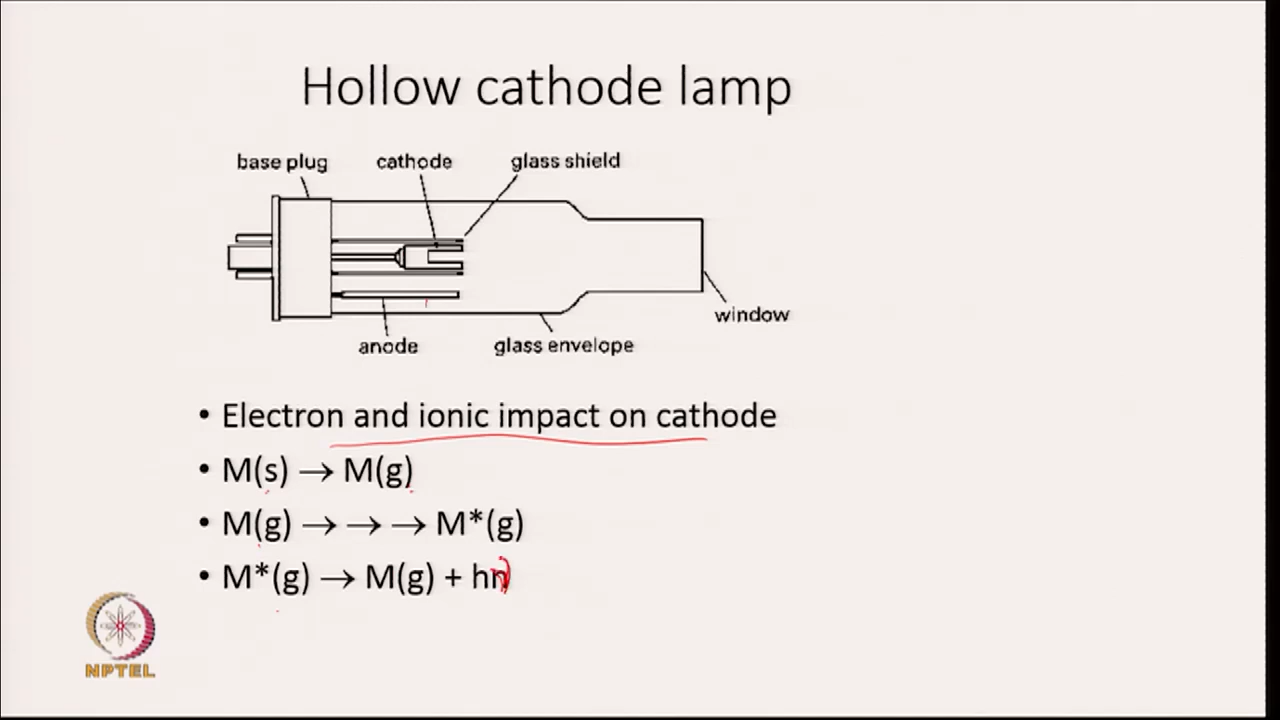 Hollow cathode lamp
base plug cathode glass shield
window
anode glass envelope
• Electron and ionic impact on cathode
• M(s) → M(g)
• M(g) → → → M*(g)
• M*(g) → M(g) + hν
NPTEL